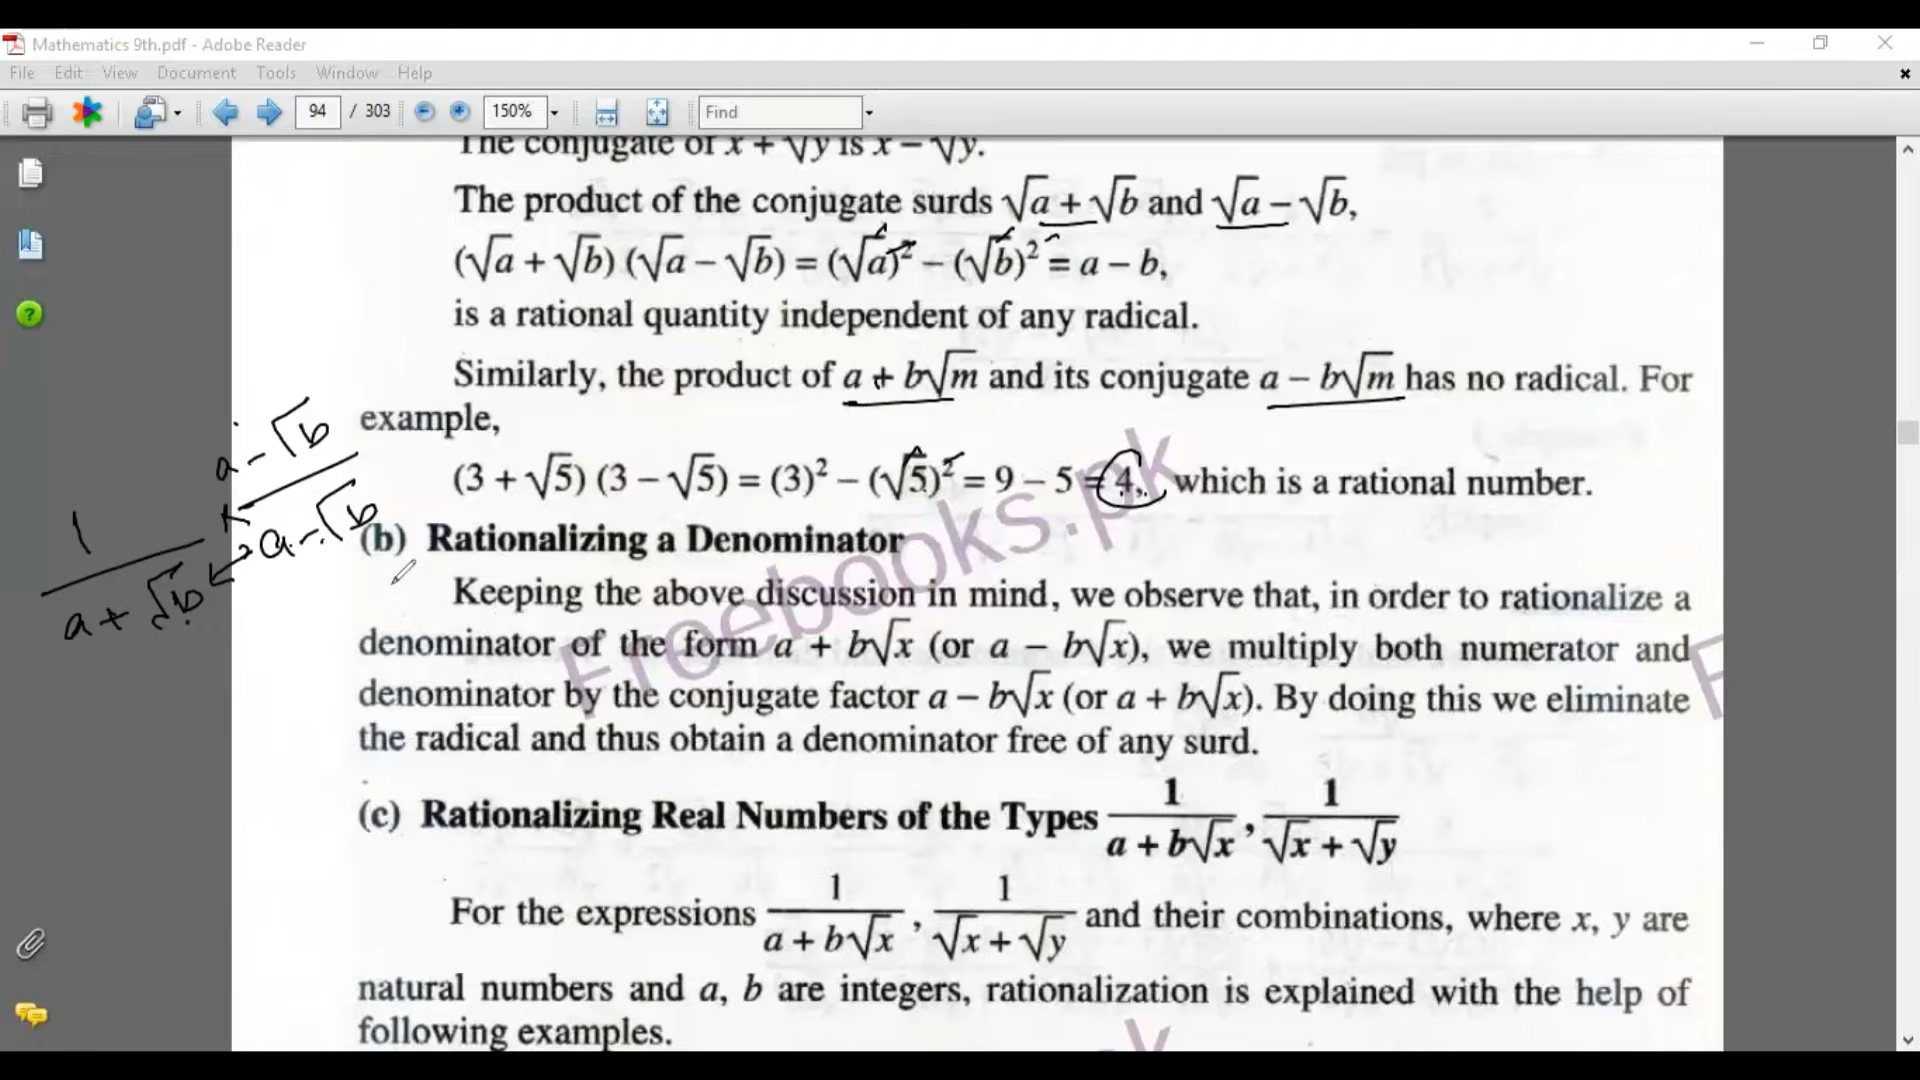 Mathematics 9th.pdf - Adobe Reader
File Edit View Document Tools Window Help
94 / 303 150% Find
The conjugate of x + √y is x − √y.
The product of the conjugate surds √a + √b and √a − √b,
(√a + √b) (√a − √b) = (√a)² − (√b)² = a − b,
is a rational quantity independent of any radical.
Similarly, the product of a + b√m and its conjugate a − b√m has no radical. For
example,
(3 + √5) (3 − √5) = (3)² − (√5)² = 9 − 5 = 4, which is a rational number.
1
a + √b
a − √b
a − √b
(b) Rationalizing a Denominator
Keeping the above discussion in mind, we observe that, in order to rationalize a
denominator of the form a + b√x (or a − b√x), we multiply both numerator and
denominator by the conjugate factor a − b√x (or a + b√x). By doing this we eliminate
the radical and thus obtain a denominator free of any surd.
(c) Rationalizing Real Numbers of the Types 1/(a + b√x), 1/(√x + √y)
For the expressions 1/(a + b√x), 1/(√x + √y) and their combinations, where x, y are
natural numbers and a, b are integers, rationalization is explained with the help of
following examples.
Freebooks.pk